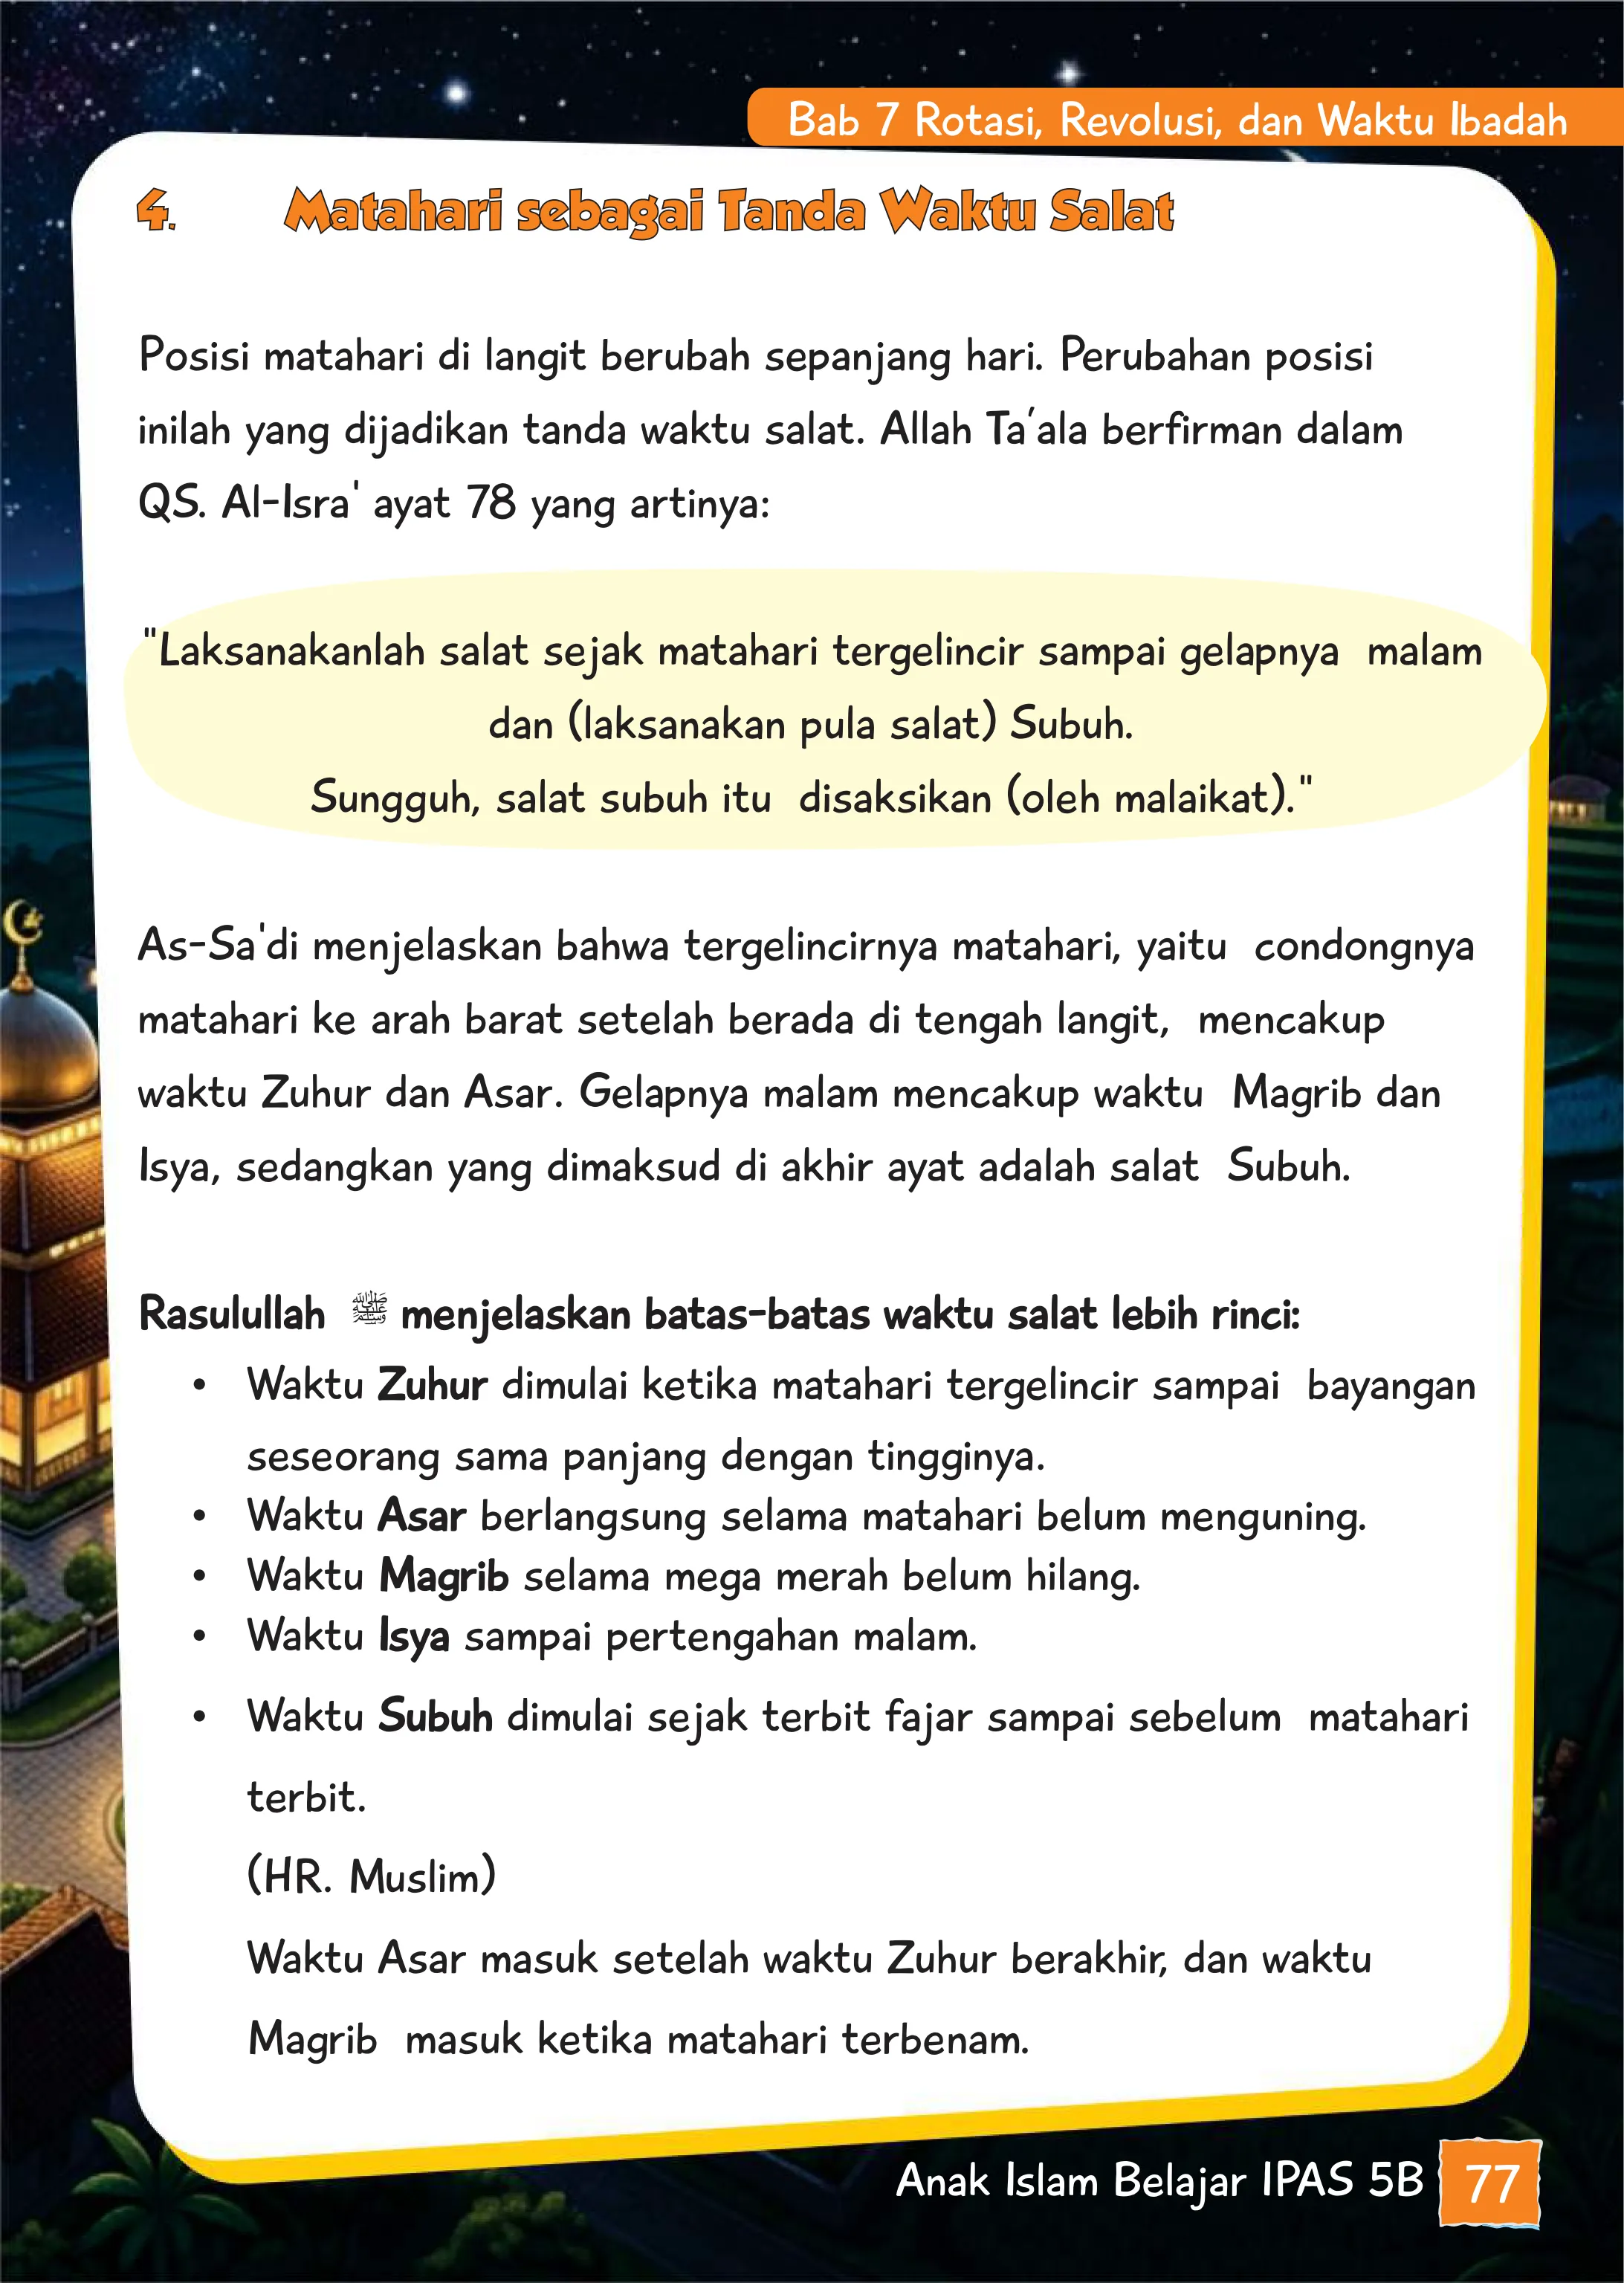 Bab 7 Rotasi, Revolusi, dan Waktu Ibadah
4. Matahari sebagai Tanda Waktu Salat
Posisi matahari di langit berubah sepanjang hari. Perubahan posisi
inilah yang dijadikan tanda waktu salat. Allah Ta’ala berfirman dalam
QS. Al-Isra' ayat 78 yang artinya:
"Laksanakanlah salat sejak matahari tergelincir sampai gelapnya malam
dan (laksanakan pula salat) Subuh.
Sungguh, salat subuh itu disaksikan (oleh malaikat)."
As-Sa'di menjelaskan bahwa tergelincirnya matahari, yaitu condongnya
matahari ke arah barat setelah berada di tengah langit, mencakup
waktu Zuhur dan Asar. Gelapnya malam mencakup waktu Magrib dan
Isya, sedangkan yang dimaksud di akhir ayat adalah salat Subuh.
Rasulullah ﷺ menjelaskan batas-batas waktu salat lebih rinci:
• Waktu Zuhur dimulai ketika matahari tergelincir sampai bayangan
seseorang sama panjang dengan tingginya.
• Waktu Asar berlangsung selama matahari belum menguning.
• Waktu Magrib selama mega merah belum hilang.
• Waktu Isya sampai pertengahan malam.
• Waktu Subuh dimulai sejak terbit fajar sampai sebelum matahari
terbit.
(HR. Muslim)
Waktu Asar masuk setelah waktu Zuhur berakhir, dan waktu
Magrib masuk ketika matahari terbenam.
Anak Islam Belajar IPAS 5B 77